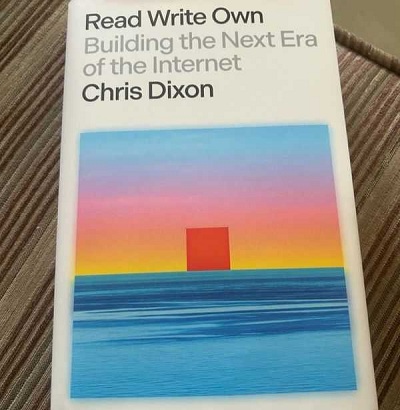 Read Write Own
Building the Next Era
of the Internet
Chris Dixon